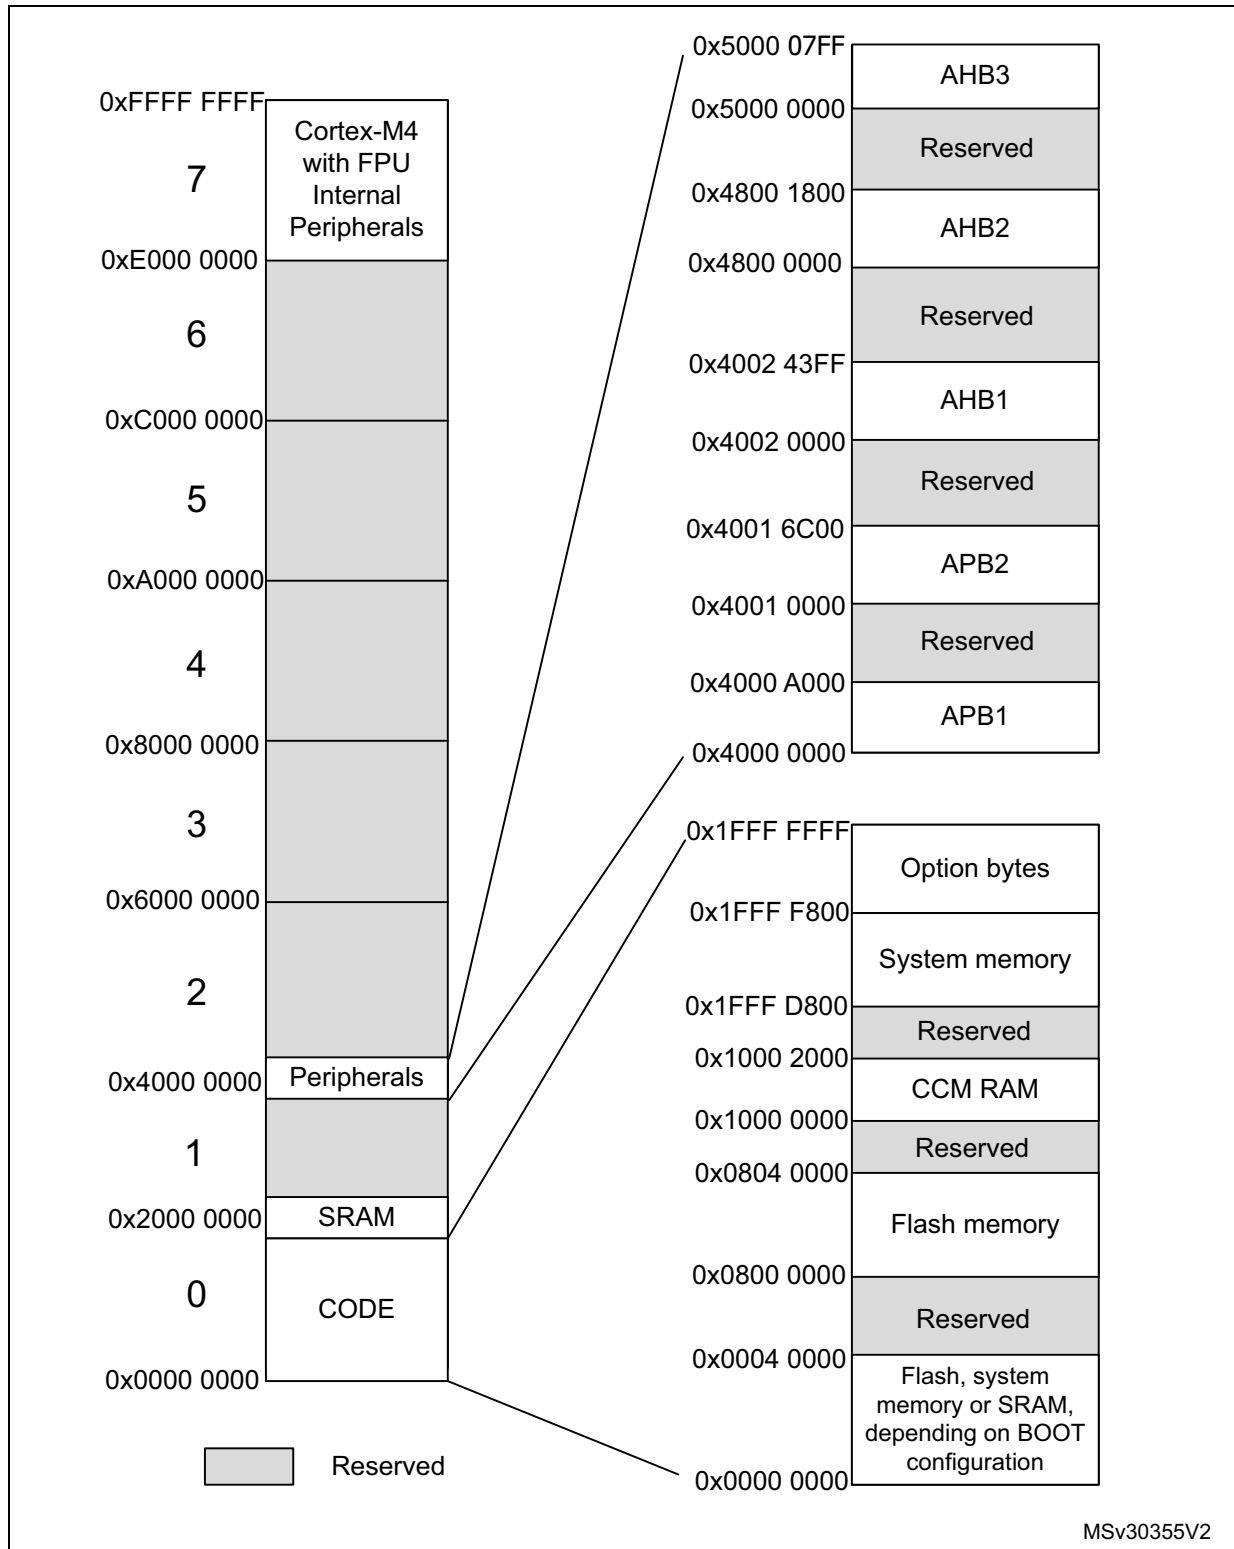 0xFFFF FFFF
Cortex-M4
with FPU
Internal
Peripherals
7
0xE000 0000
6
0xC000 0000
5
0xA000 0000
4
0x8000 0000
3
0x6000 0000
2
0x4000 0000
Peripherals
1
0x2000 0000
SRAM
0
CODE
0x0000 0000
Reserved
0x5000 07FF
AHB3
0x5000 0000
Reserved
0x4800 1800
AHB2
0x4800 0000
Reserved
0x4002 43FF
AHB1
0x4002 0000
Reserved
0x4001 6C00
APB2
0x4001 0000
Reserved
0x4000 A000
APB1
0x4000 0000
0x1FFF FFFF
Option bytes
0x1FFF F800
System memory
0x1FFF D800
Reserved
0x1000 2000
CCM RAM
0x1000 0000
Reserved
0x0804 0000
Flash memory
0x0800 0000
Reserved
0x0004 0000
Flash, system
memory or SRAM,
depending on BOOT
configuration
0x0000 0000
MSv30355V2